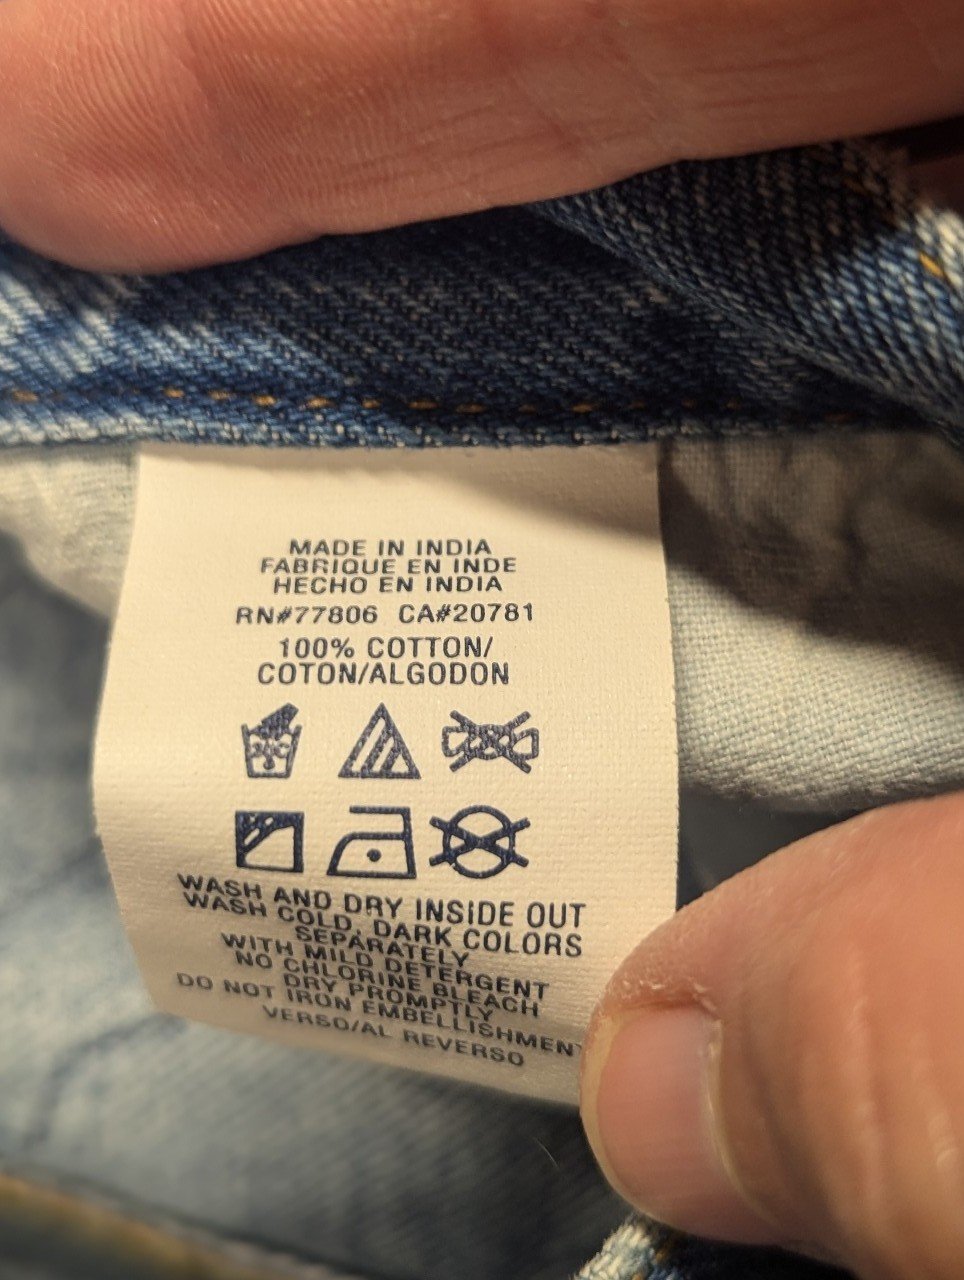 MADE IN INDIA
FABRIQUE EN INDE
HECHO EN INDIA
RN#77806 CA#20781
100% COTTON/
COTON/ALGODON
30C
WASH AND DRY INSIDE OUT
WASH COLD, DARK COLORS
SEPARATELY
WITH MILD DETERGENT
NO CHLORINE BLEACH
DRY PROMPTLY
DO NOT IRON EMBELLISHMENT
VERSO/AL REVERSO